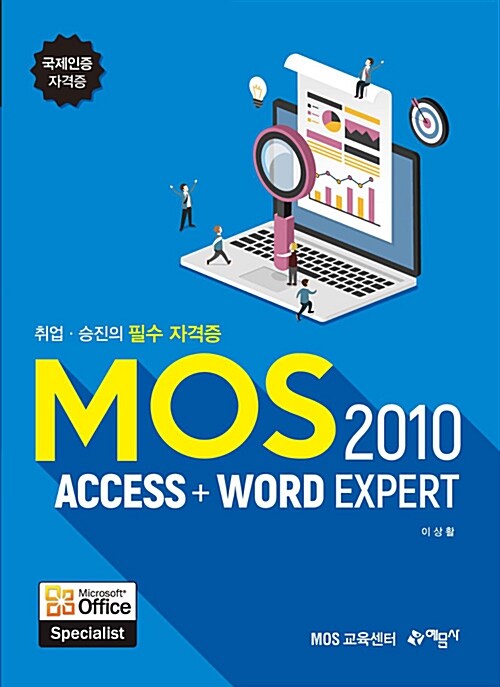 국제인증
자격증
취업 · 승진의 필수 자격증
MOS 2010
ACCESS + WORD EXPERT
이상활
Microsoft®
Office
Specialist
MOS 교육센터
예문사